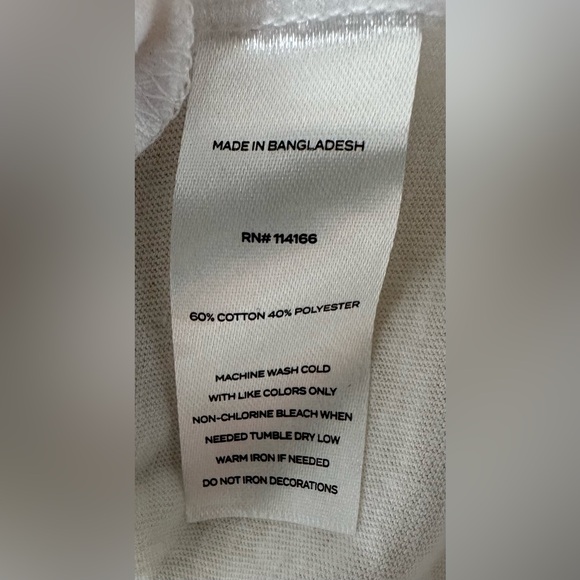 MADE IN BANGLADESH
RN# 114166
60% COTTON 40% POLYESTER
MACHINE WASH COLD
WITH LIKE COLORS ONLY
NON-CHLORINE BLEACH WHEN
NEEDED TUMBLE DRY LOW
WARM IRON IF NEEDED
DO NOT IRON DECORATIONS